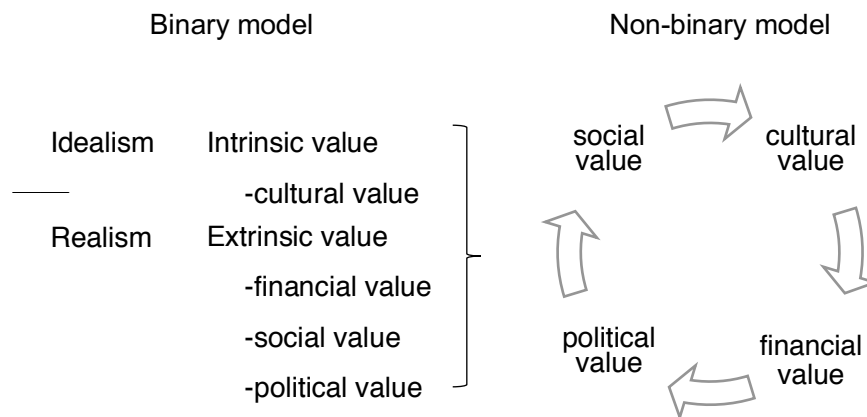 Binary model
Non-binary model
Idealism Intrinsic value
-cultural value
Realism Extrinsic value
-financial value
-social value
-political value
social
value
cultural
value
political
value
financial
value